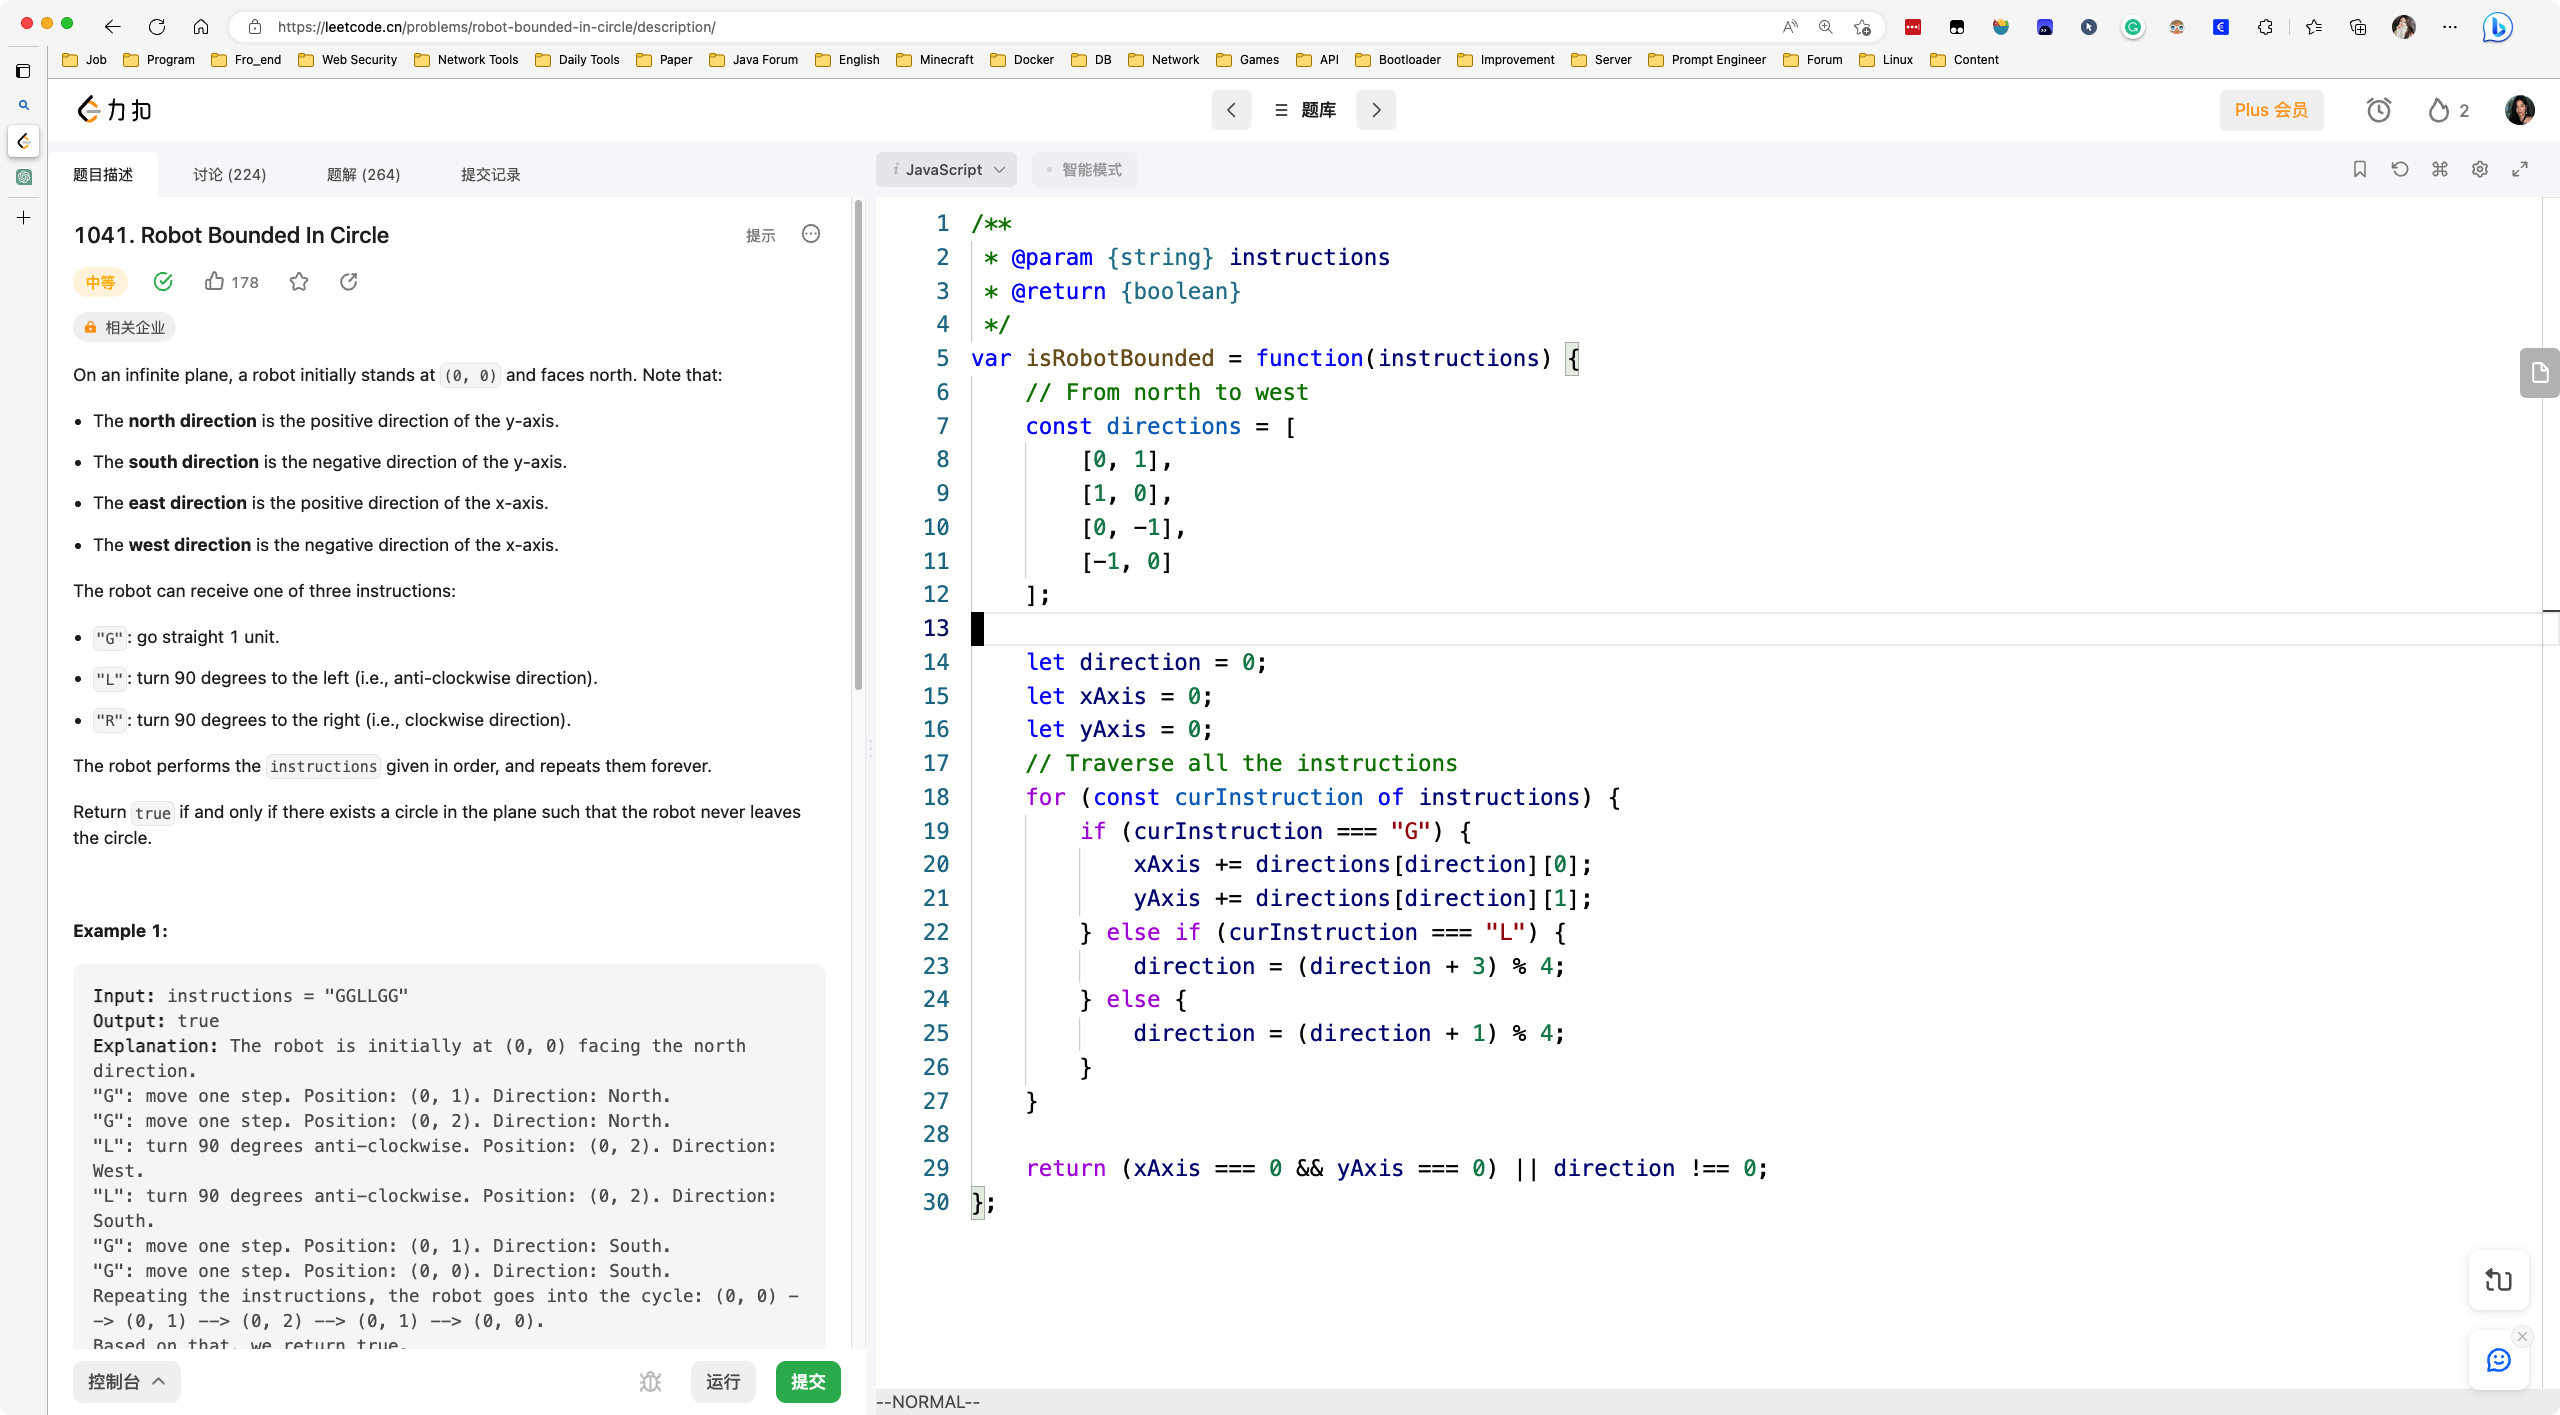 https://leetcode.cn/problems/robot-bounded-in-circle/description/
Job Program Fro_end Web Security Network Tools Daily Tools Paper Java Forum English Minecraft Docker DB Network Games API Bootloader Improvement Server Prompt Engineer Forum Linux Content
力扣
题库
Plus 会员
2
题目描述 讨论 (224) 题解 (264) 提交记录
1041. Robot Bounded In Circle
提示
中等 178
相关企业
On an infinite plane, a robot initially stands at (0, 0) and faces north. Note that:
• The north direction is the positive direction of the y-axis.
• The south direction is the negative direction of the y-axis.
• The east direction is the positive direction of the x-axis.
• The west direction is the negative direction of the x-axis.
The robot can receive one of three instructions:
• "G": go straight 1 unit.
• "L": turn 90 degrees to the left (i.e., anti-clockwise direction).
• "R": turn 90 degrees to the right (i.e., clockwise direction).
The robot performs the instructions given in order, and repeats them forever.
Return true if and only if there exists a circle in the plane such that the robot never leaves
the circle.
Example 1:
Input: instructions = "GGLLGG"
Output: true
Explanation: The robot is initially at (0, 0) facing the north
direction.
"G": move one step. Position: (0, 1). Direction: North.
"G": move one step. Position: (0, 2). Direction: North.
"L": turn 90 degrees anti-clockwise. Position: (0, 2). Direction:
West.
"L": turn 90 degrees anti-clockwise. Position: (0, 2). Direction:
South.
"G": move one step. Position: (0, 1). Direction: South.
"G": move one step. Position: (0, 0). Direction: South.
Repeating the instructions, the robot goes into the cycle: (0, 0) -
-> (0, 1) --> (0, 2) --> (0, 1) --> (0, 0).
Based on that, we return true.
控制台
运行
提交
i JavaScript
智能模式
1 /**
2 * @param {string} instructions
3 * @return {boolean}
4 */
5 var isRobotBounded = function(instructions) {
6 // From north to west
7 const directions = [
8 [0, 1],
9 [1, 0],
10 [0, -1],
11 [-1, 0]
12 ];
13
14 let direction = 0;
15 let xAxis = 0;
16 let yAxis = 0;
17 // Traverse all the instructions
18 for (const curInstruction of instructions) {
19 if (curInstruction === "G") {
20 xAxis += directions[direction][0];
21 yAxis += directions[direction][1];
22 } else if (curInstruction === "L") {
23 direction = (direction + 3) % 4;
24 } else {
25 direction = (direction + 1) % 4;
26 }
27 }
28
29 return (xAxis === 0 && yAxis === 0) || direction !== 0;
30 };
--NORMAL--